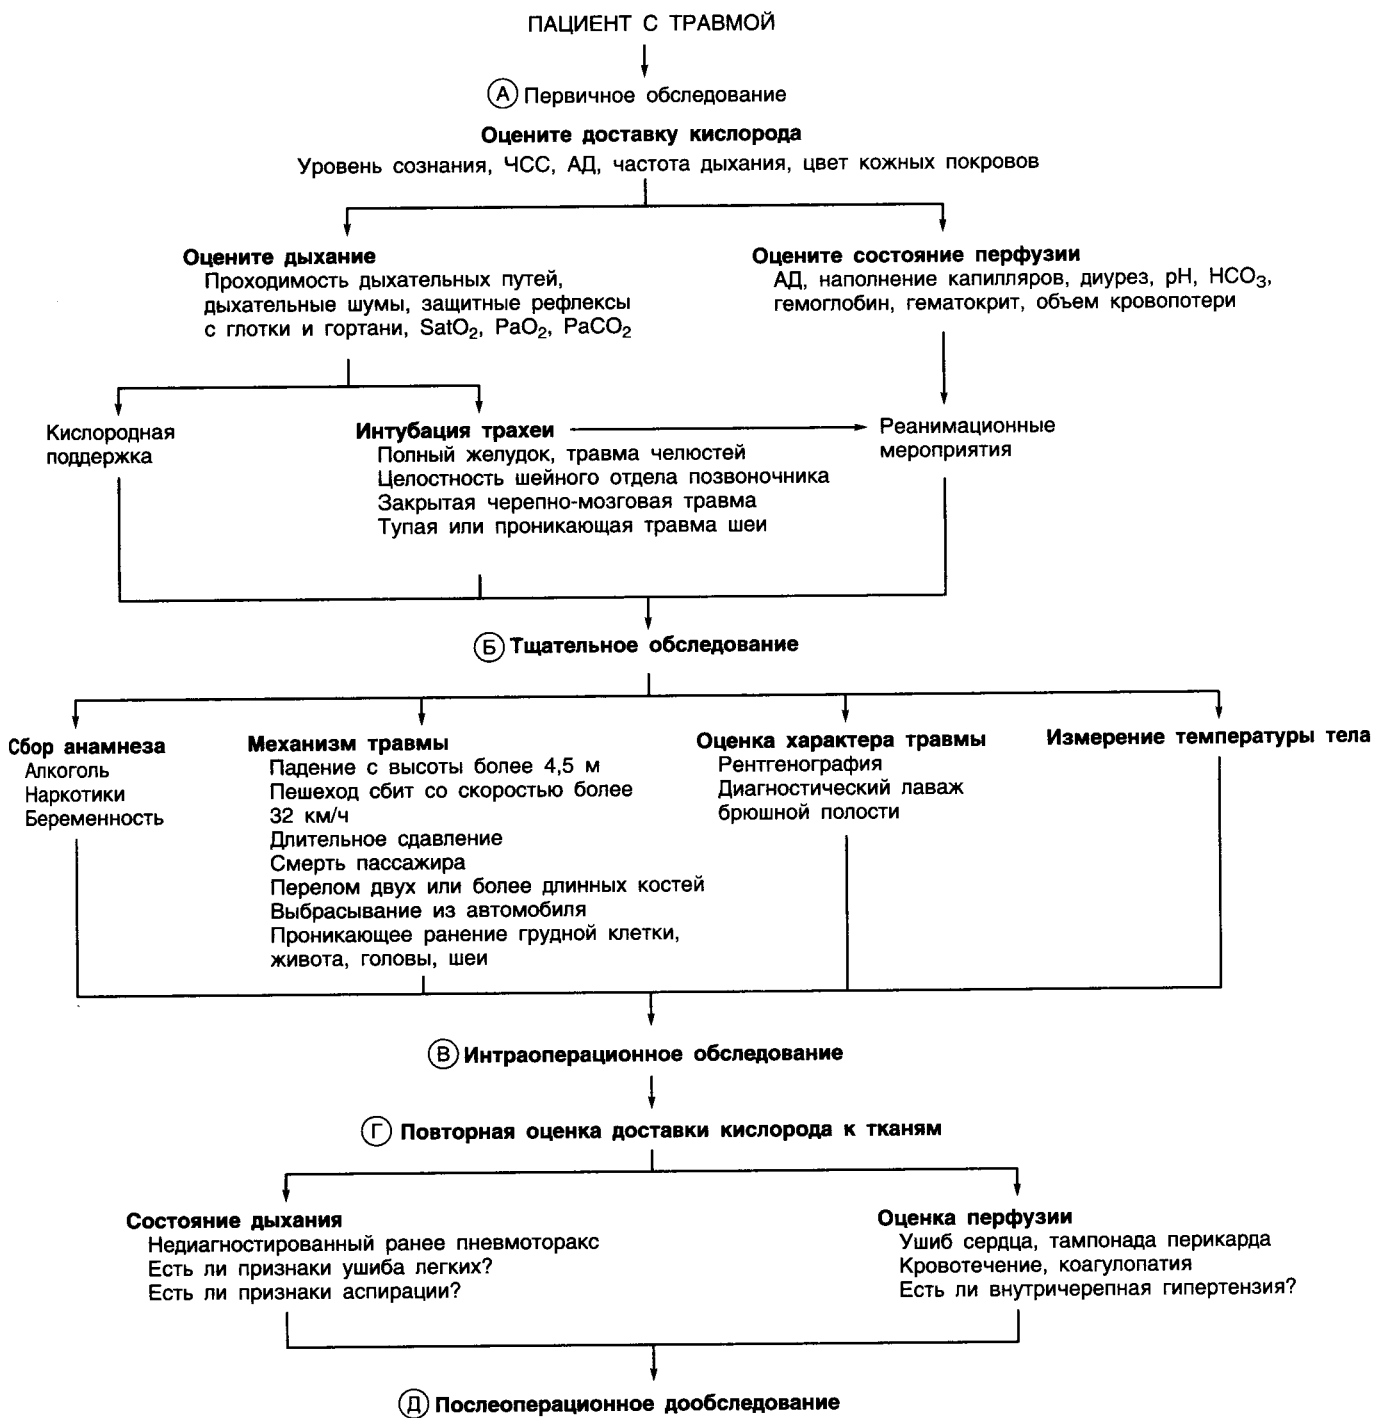 ПАЦИЕНТ С ТРАВМОЙ
А Первичное обследование
Оцените доставку кислорода
Уровень сознания, ЧСС, АД, частота дыхания, цвет кожных покровов
Оцените дыхание
Проходимость дыхательных путей,
дыхательные шумы, защитные рефлексы
с глотки и гортани, SatO₂, PaO₂, PaCO₂
Оцените состояние перфузии
АД, наполнение капилляров, диурез, pH, HCO₃,
гемоглобин, гематокрит, объем кровопотери
Кислородная
поддержка
Интубация трахеи
Полный желудок, травма челюстей
Целостность шейного отдела позвоночника
Закрытая черепно-мозговая травма
Тупая или проникающая травма шеи
Реанимационные
мероприятия
Б Тщательное обследование
Сбор анамнеза
Алкоголь
Наркотики
Беременность
Механизм травмы
Падение с высоты более 4,5 м
Пешеход сбит со скоростью более
32 км/ч
Длительное сдавление
Смерть пассажира
Перелом двух или более длинных костей
Выбрасывание из автомобиля
Проникающее ранение грудной клетки,
живота, головы, шеи
Оценка характера травмы
Рентгенография
Диагностический лаваж
брюшной полости
Измерение температуры тела
В Интраоперационное обследование
Г Повторная оценка доставки кислорода к тканям
Состояние дыхания
Недиагностированный ранее пневмоторакс
Есть ли признаки ушиба легких?
Есть ли признаки аспирации?
Оценка перфузии
Ушиб сердца, тампонада перикарда
Кровотечение, коагулопатия
Есть ли внутричерепная гипертензия?
Д Послеоперационное дообследование